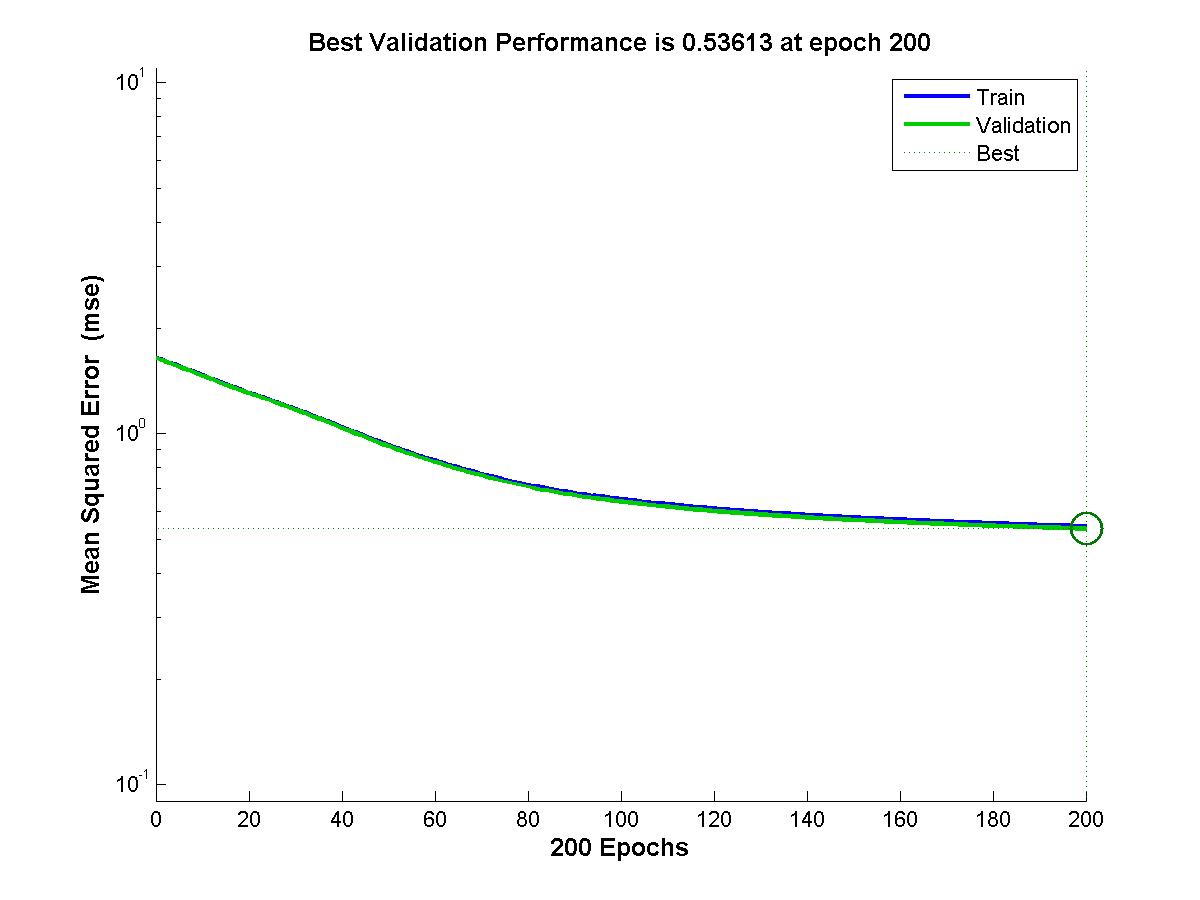 Best Validation Performance is 0.53613 at epoch 200
10^1
Train
Validation
Best
Mean Squared Error (mse)
10^0
10^-1
0 20 40 60 80 100 120 140 160 180 200
200 Epochs